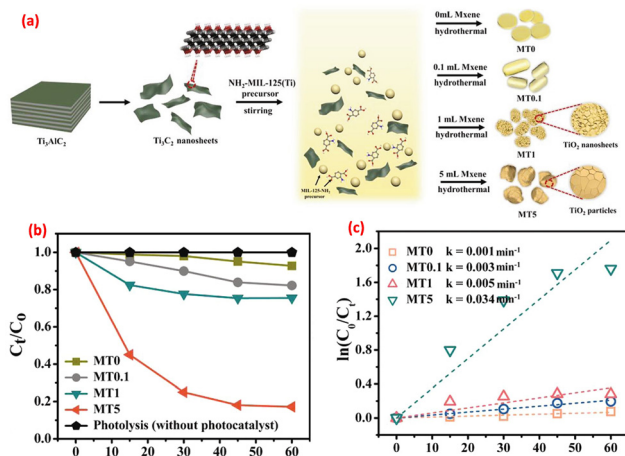 (a)
Ti3AlC2
Ti3C2 nanosheets
NH2-MIL-125(Ti)
precursor
stirring
MIL-125-NH2
precursor
0mL Mxene
hydrothermal
MT0
0.1 mL Mxene
hydrothermal
MT0.1
1 mL Mxene
hydrothermal
MT1
TiO2 nanosheets
5 mL Mxene
hydrothermal
MT5
TiO2 particles
(b)
Ct/C0
1.0
0.8
0.6
0.4
0.2
0.0
MT0
MT0.1
MT1
MT5
Photolysis (without photocatalyst)
0 15 30 45 60
(c)
ln(C0/Ct)
2.0
1.6
1.2
0.8
0.4
0.0
MT0 k = 0.001 min-1
MT0.1 k = 0.003 min-1
MT1 k = 0.005 min-1
MT5 k = 0.034 min-1
0 15 30 45 60